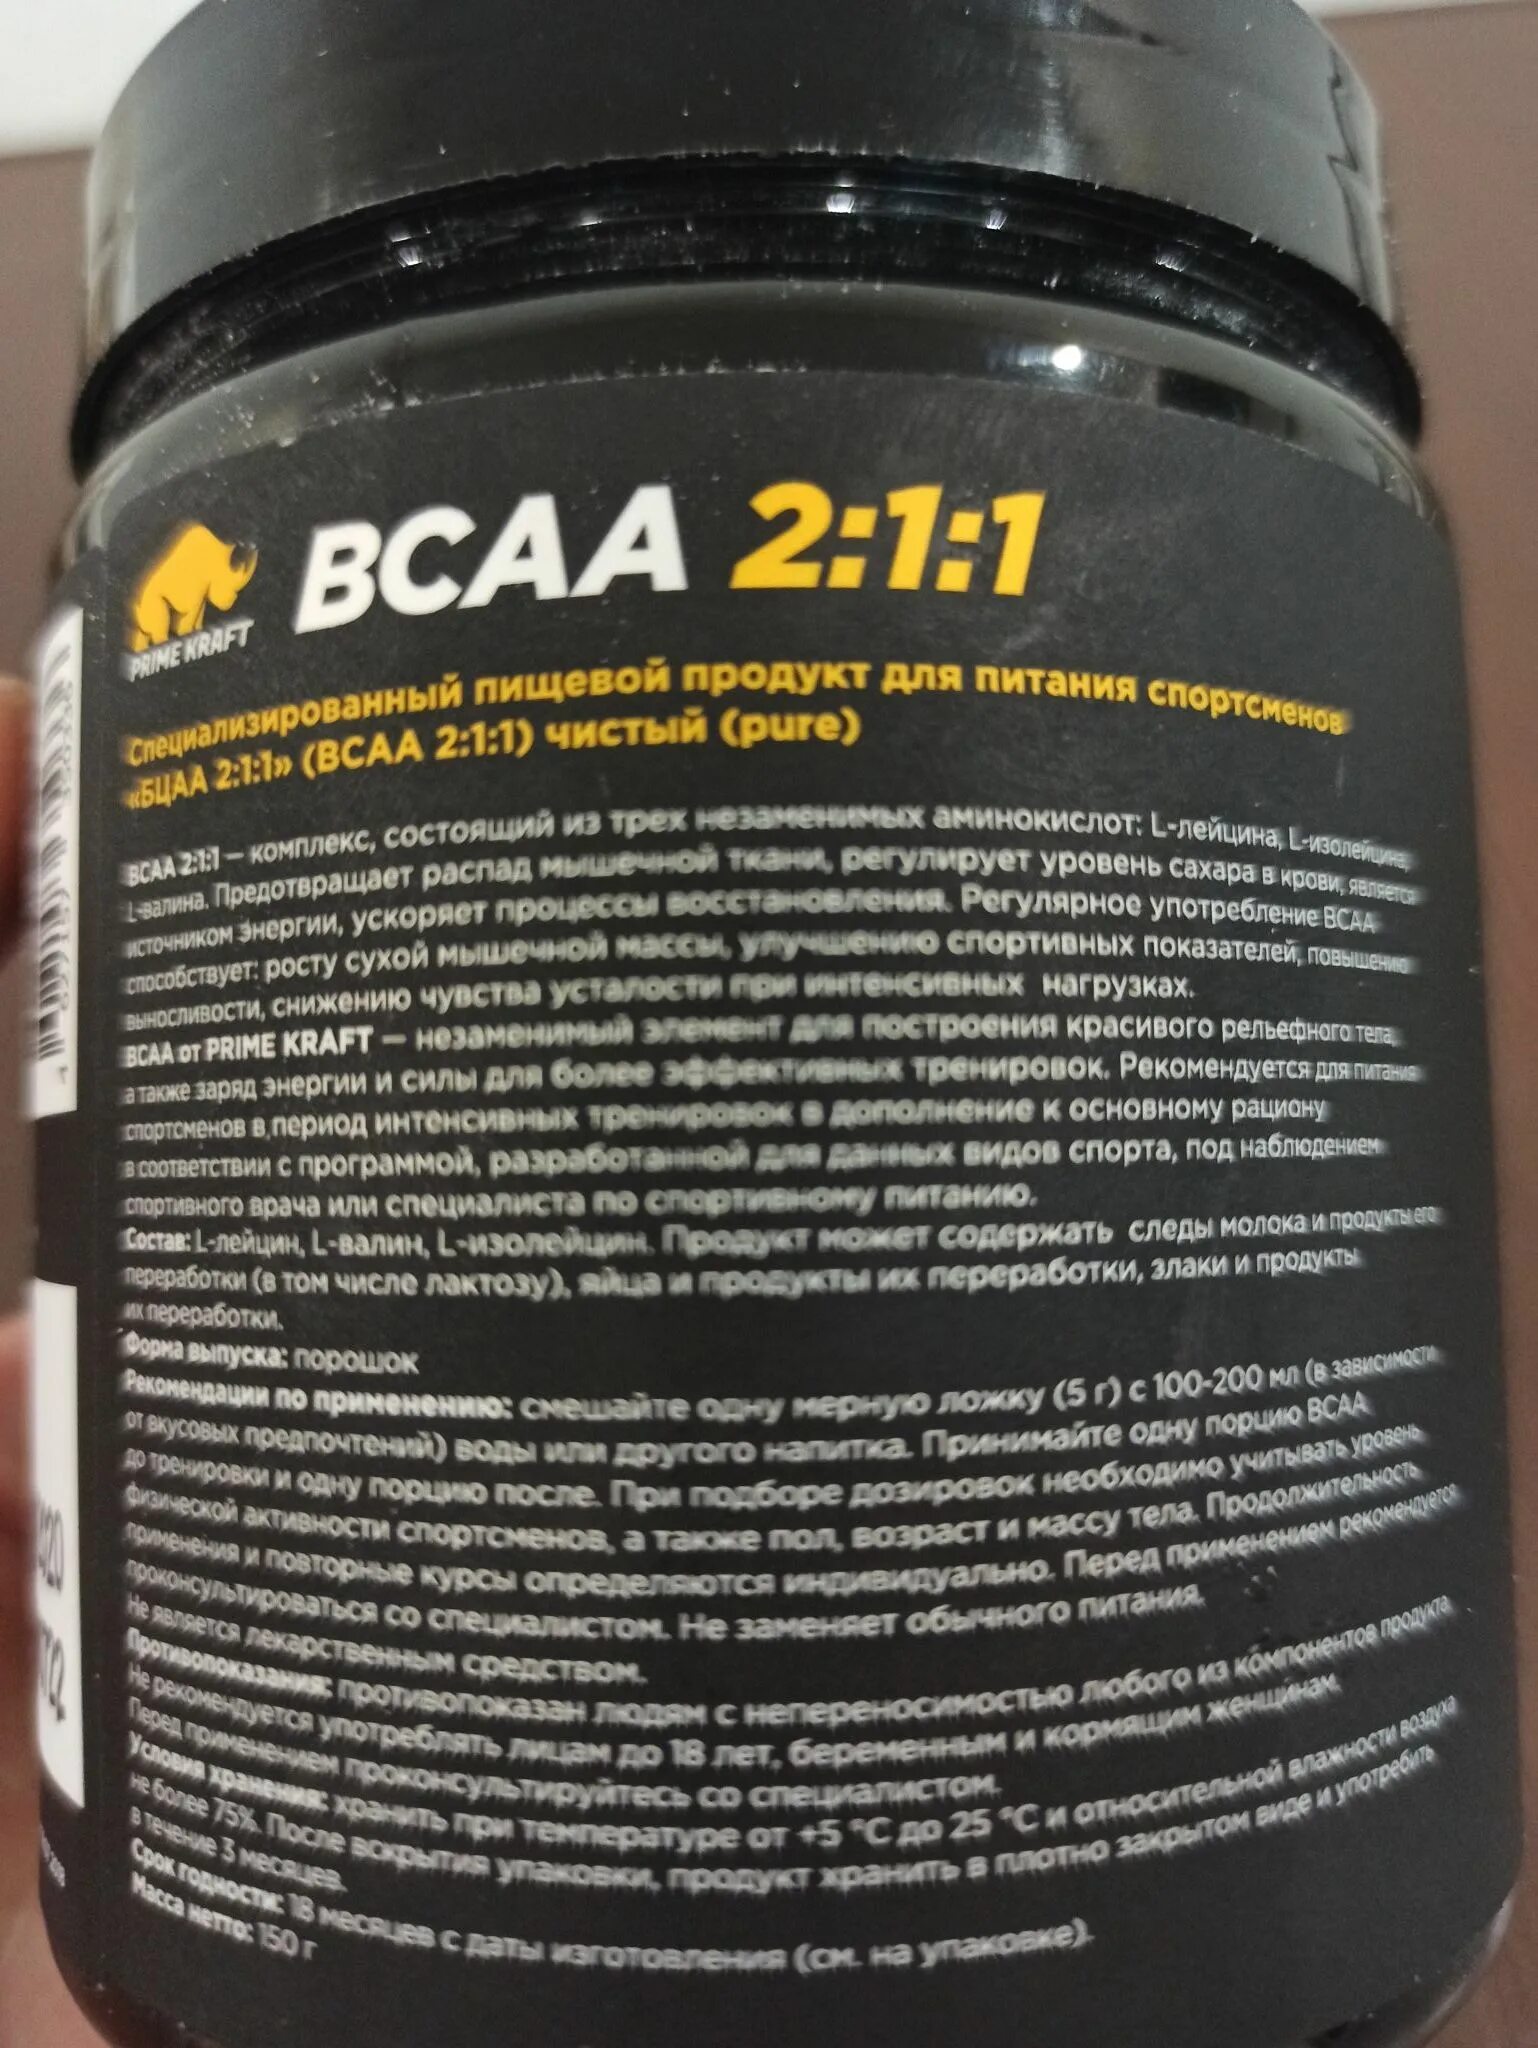 PRIME KRAFT
BCAA 2:1:1
Специализированный пищевой продукт для питания спортсменов
«БЦАА 2:1:1» (BCAA 2:1:1) чистый (pure)
BCAA 2:1:1 — комплекс, состоящий из трех незаменимых аминокислот: L-лейцина, L-изолейцина,
L-валина. Предотвращает распад мышечной ткани, регулирует уровень сахара в крови, является
источником энергии, ускоряет процессы восстановления. Регулярное употребление BCAA
способствует: росту сухой мышечной массы, улучшению спортивных показателей, повышению
выносливости, снижению чувства усталости при интенсивных нагрузках.
BCAA от PRIME KRAFT — незаменимый элемент для построения красивого рельефного тела,
а также заряд энергии и силы для более эффективных тренировок. Рекомендуется для питания
спортсменов в период интенсивных тренировок в дополнение к основному рациону
в соответствии с программой, разработанной для данных видов спорта, под наблюдением
спортивного врача или специалиста по спортивному питанию.
Состав: L-лейцин, L-валин, L-изолейцин. Продукт может содержать следы молока и продукты его
переработки (в том числе лактозу), яйца и продукты их переработки, злаки и продукты
их переработки.
Форма выпуска: порошок
Рекомендации по применению: смешайте одну мерную ложку (5 г) с 100-200 мл (в зависимости
от вкусовых предпочтений) воды или другого напитка. Принимайте одну порцию BCAA
до тренировки и одну порцию после. При подборе дозировок необходимо учитывать уровень
физической активности спортсменов, а также пол, возраст и массу тела. Продолжительность
применения и повторные курсы определяются индивидуально. Перед применением рекомендуется
проконсультироваться со специалистом. Не заменяет обычного питания.
Не является лекарственным средством.
Противопоказания: противопоказан людям с непереносимостью любого из компонентов продукта.
Не рекомендуется употреблять лицам до 18 лет, беременным и кормящим женщинам.
Перед применением проконсультируйтесь со специалистом.
Условия хранения: хранить при температуре от +5 °C до 25 °C и относительной влажности воздуха
не более 75%. После вскрытия упаковки, продукт хранить в плотно закрытом виде и употребить
в течение 3 месяцев.
Срок годности: 18 месяцев с даты изготовления (см. на упаковке).
Масса нетто: 150 г